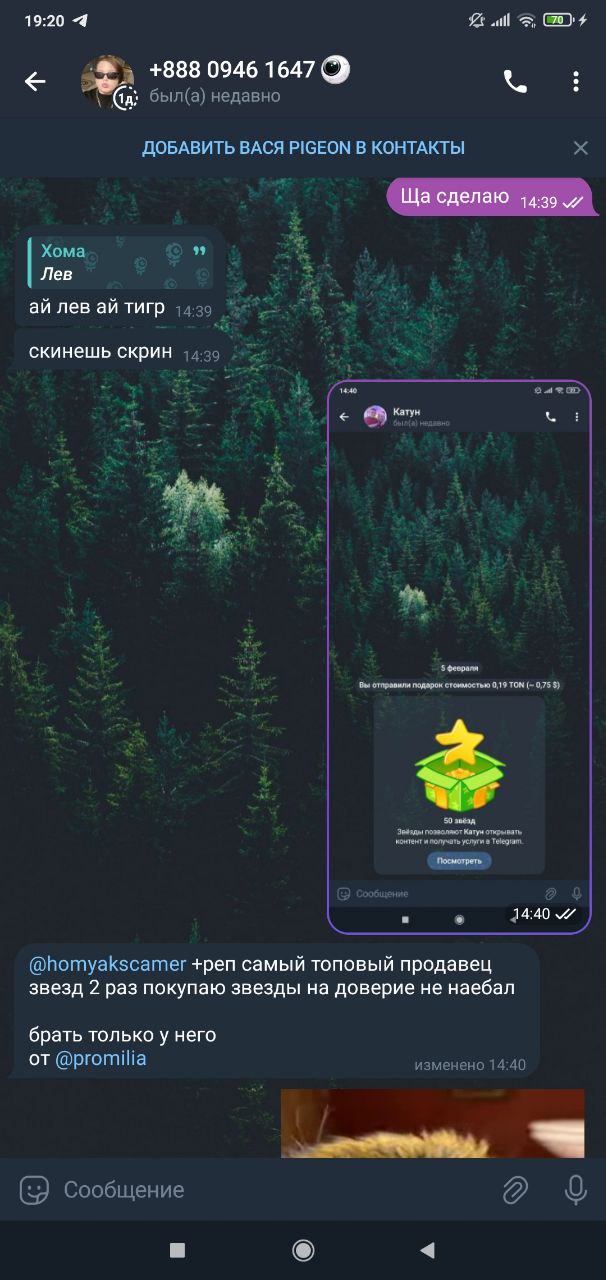 19:20
70
+888 0946 1647
1д
был(а) недавно
ДОБАВИТЬ ВАСЯ PIGEON В КОНТАКТЫ
Ща сделаю 14:39
Хома
Лев
ай лев ай тигр 14:39
скинешь скрин 14:39
14:40
Катун
был(а) недавно
5 февраля
Вы отправили подарок стоимостью 0,19 TON (~ 0,75 $)
50 звёзд
Звёзды позволяют Катун открывать
контент и получать услуги в Telegram.
Посмотреть
Сообщение
14:40
@homyakscamer +реп самый топовый продавец
звезд 2 раз покупаю звезды на доверие не наебал
брать только у него
от @promilia
изменено 14:40
Сообщение